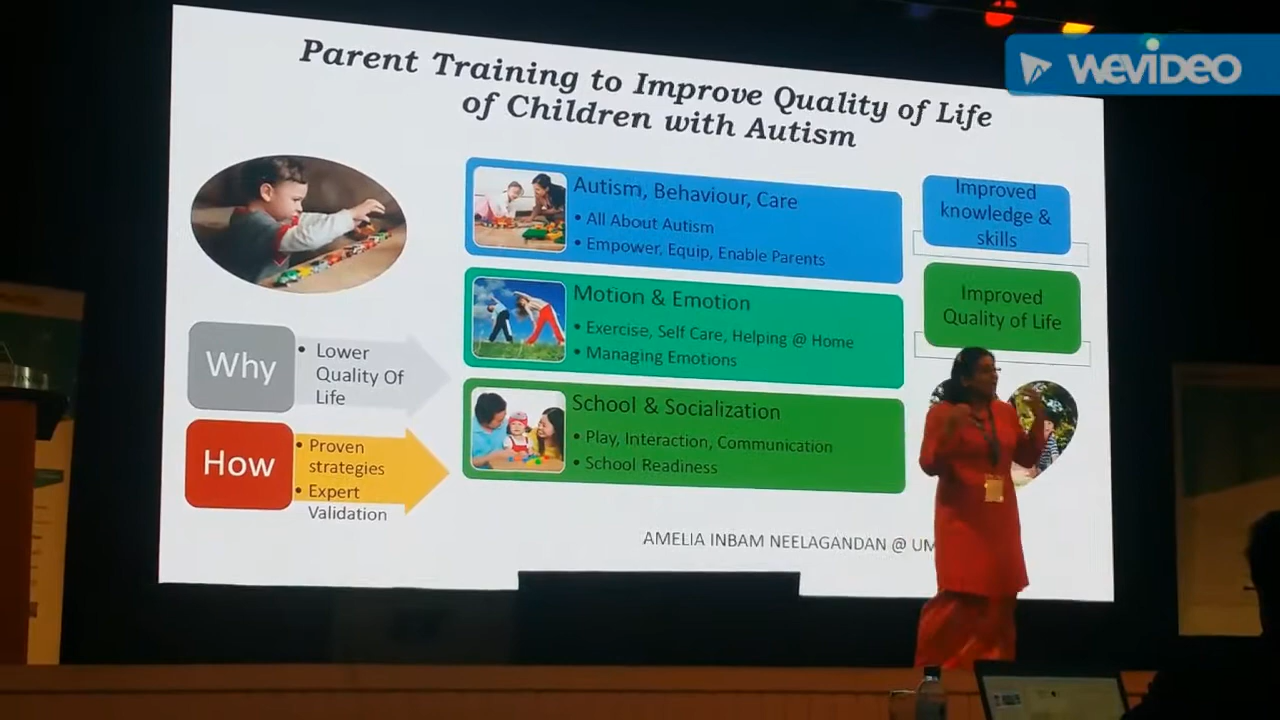 WEVIDEO
Parent Training to Improve Quality of Life
of Children with Autism
Why
• Lower
Quality Of
Life
How
• Proven
strategies
• Expert
Validation
Autism, Behaviour, Care
• All About Autism
• Empower, Equip, Enable Parents
Motion & Emotion
• Exercise, Self Care, Helping @ Home
• Managing Emotions
School & Socialization
• Play, Interaction, Communication
• School Readiness
Improved
knowledge &
skills
Improved
Quality of Life
AMELIA INBAM NEELAGANDAN @